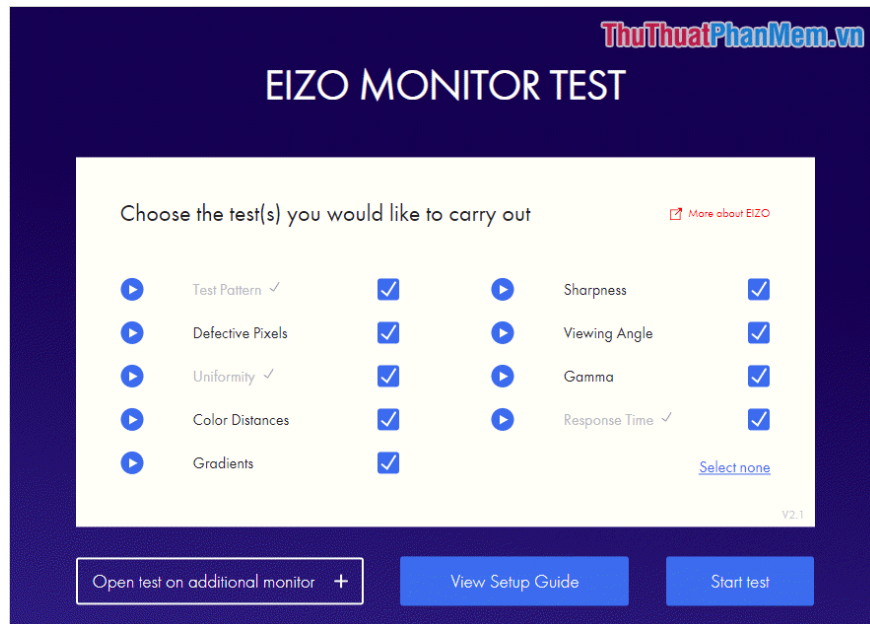 ThuThuatPhanMem.vn
EIZO MONITOR TEST
Choose the test(s) you would like to carry out
More about EIZO
Test Pattern
Defective Pixels
Uniformity
Color Distances
Gradients
Sharpness
Viewing Angle
Gamma
Response Time
Select none
V2.1
Open test on additional monitor +
View Setup Guide
Start test